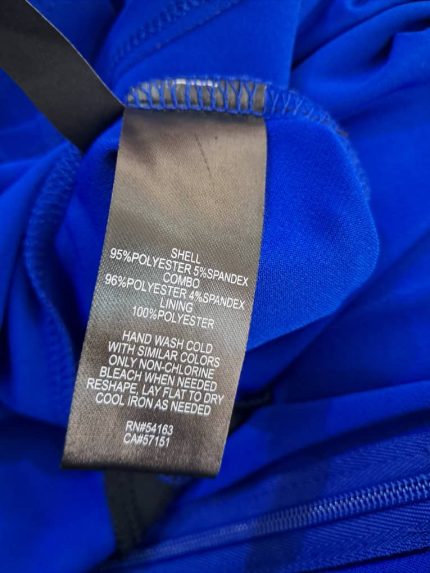 SHELL
95%POLYESTER 5%SPANDEX
COMBO
96%POLYESTER 4%SPANDEX
LINING
100%POLYESTER
HAND WASH COLD
WITH SIMILAR COLORS
ONLY NON-CHLORINE
BLEACH WHEN NEEDED
RESHAPE, LAY FLAT TO DRY
COOL IRON AS NEEDED
RN#54163
CA#57151